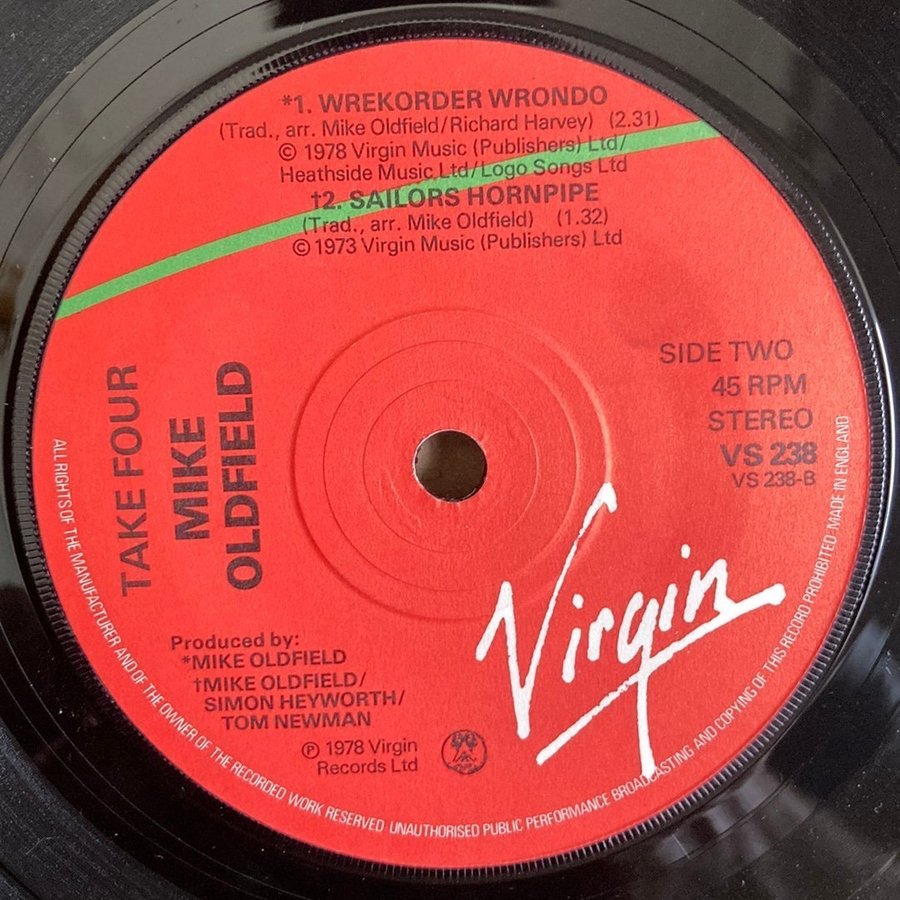 *1. WREKORDER WRONDO
(Trad., arr. Mike Oldfield/Richard Harvey) (2.31)
© 1978 Virgin Music (Publishers) Ltd/
Heathside Music Ltd/Logo Songs Ltd
†2. SAILORS HORNPIPE
(Trad., arr. Mike Oldfield) (1.32)
© 1973 Virgin Music (Publishers) Ltd
SIDE TWO
45 RPM
STEREO
VS 238
VS 238-B
TAKE FOUR
MIKE
OLDFIELD
Virgin
Produced by:
*MIKE OLDFIELD
†MIKE OLDFIELD/
SIMON HEYWORTH/
TOM NEWMAN
℗ 1978 Virgin
Records Ltd
ALL RIGHTS OF THE MANUFACTURER AND OF THE OWNER OF THE RECORDED WORK RESERVED UNAUTHORISED PUBLIC PERFORMANCE BROADCASTING AND COPYING OF THIS RECORD PROHIBITED MADE IN ENGLAND